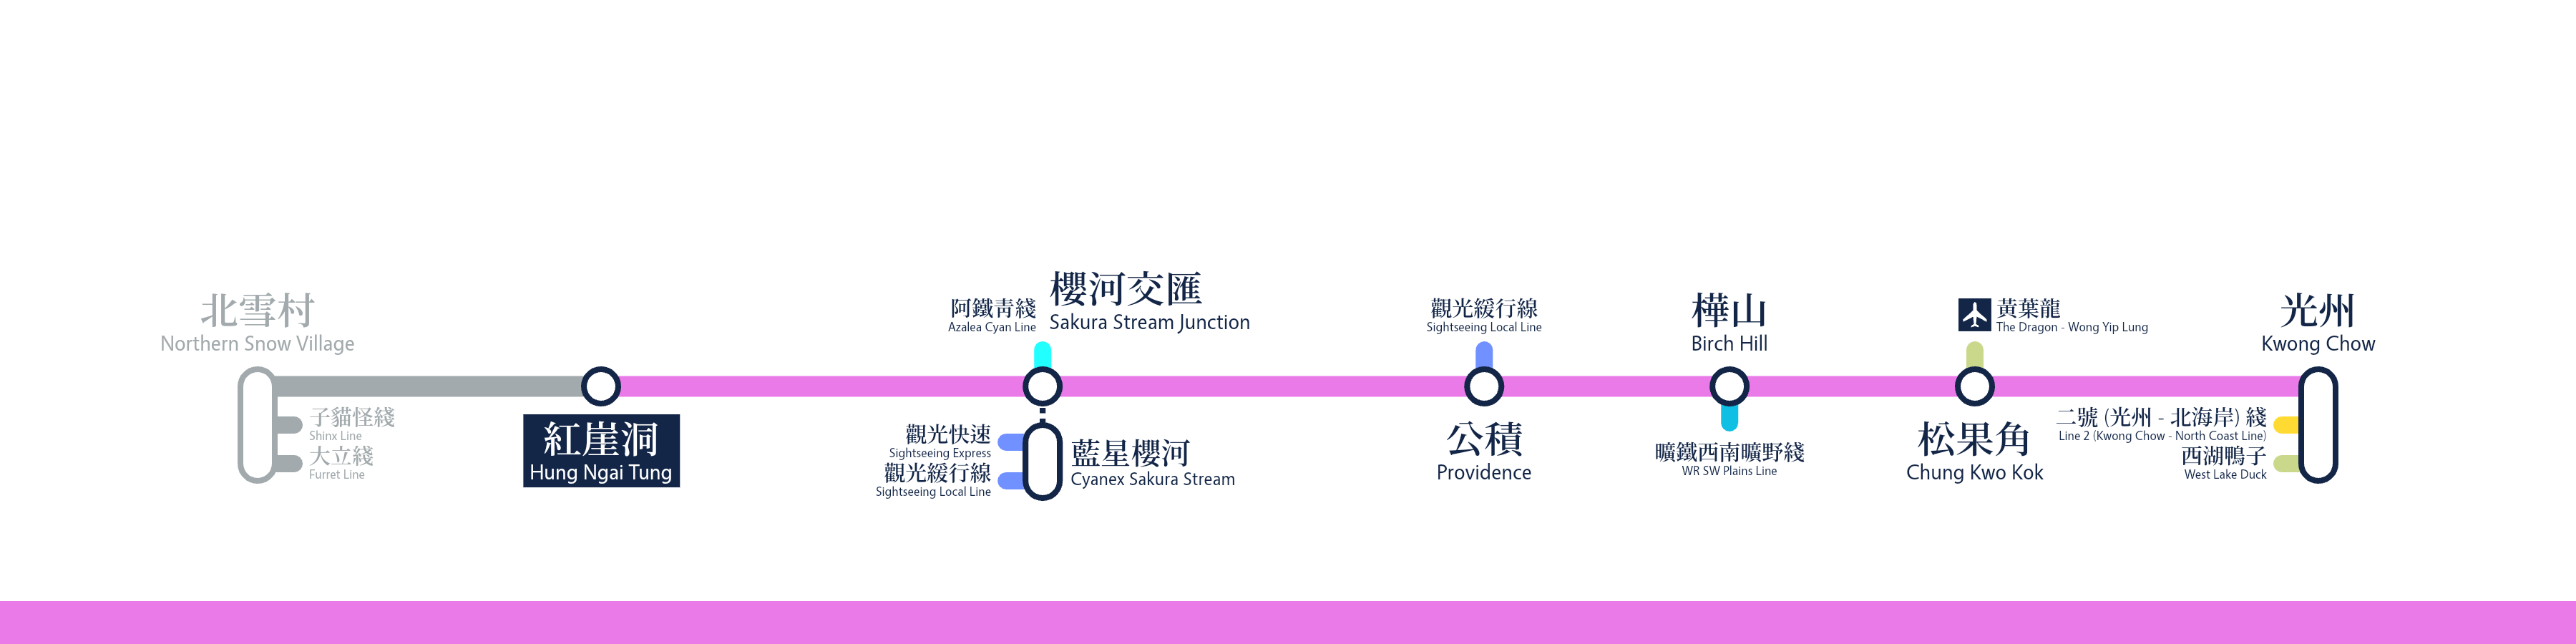 北雪村
Northern Snow Village
子貓怪綫
Shinx Line
大立綫
Furret Line
紅崖洞
Hung Ngai Tung
阿鐵青綫
Azalea Cyan Line
櫻河交匯
Sakura Stream Junction
觀光快速
Sightseeing Express
觀光緩行線
Sightseeing Local Line
藍星櫻河
Cyanex Sakura Stream
觀光緩行線
Sightseeing Local Line
公積
Providence
樺山
Birch Hill
曠鐵西南曠野綫
WR SW Plains Line
黃葉龍
The Dragon - Wong Yip Lung
松果角
Chung Kwo Kok
光州
Kwong Chow
二號 (光州 - 北海岸) 綫
Line 2 (Kwong Chow - North Coast Line)
西湖鴨子
West Lake Duck